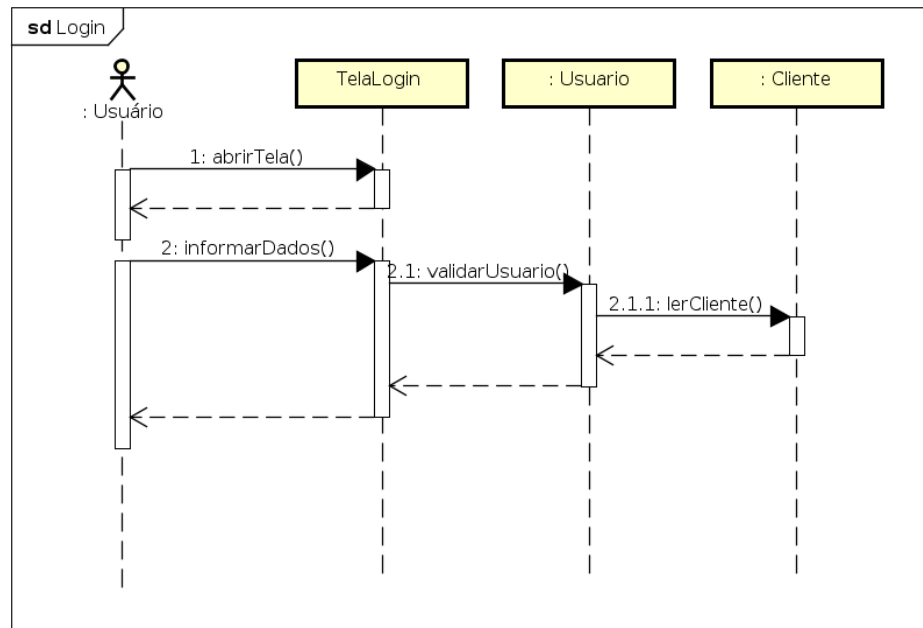 sd Login
TelaLogin
: Usuario
: Cliente
: Usuário
1: abrirTela()
2: informarDados()
2.1: validarUsuario()
2.1.1: lerCliente()